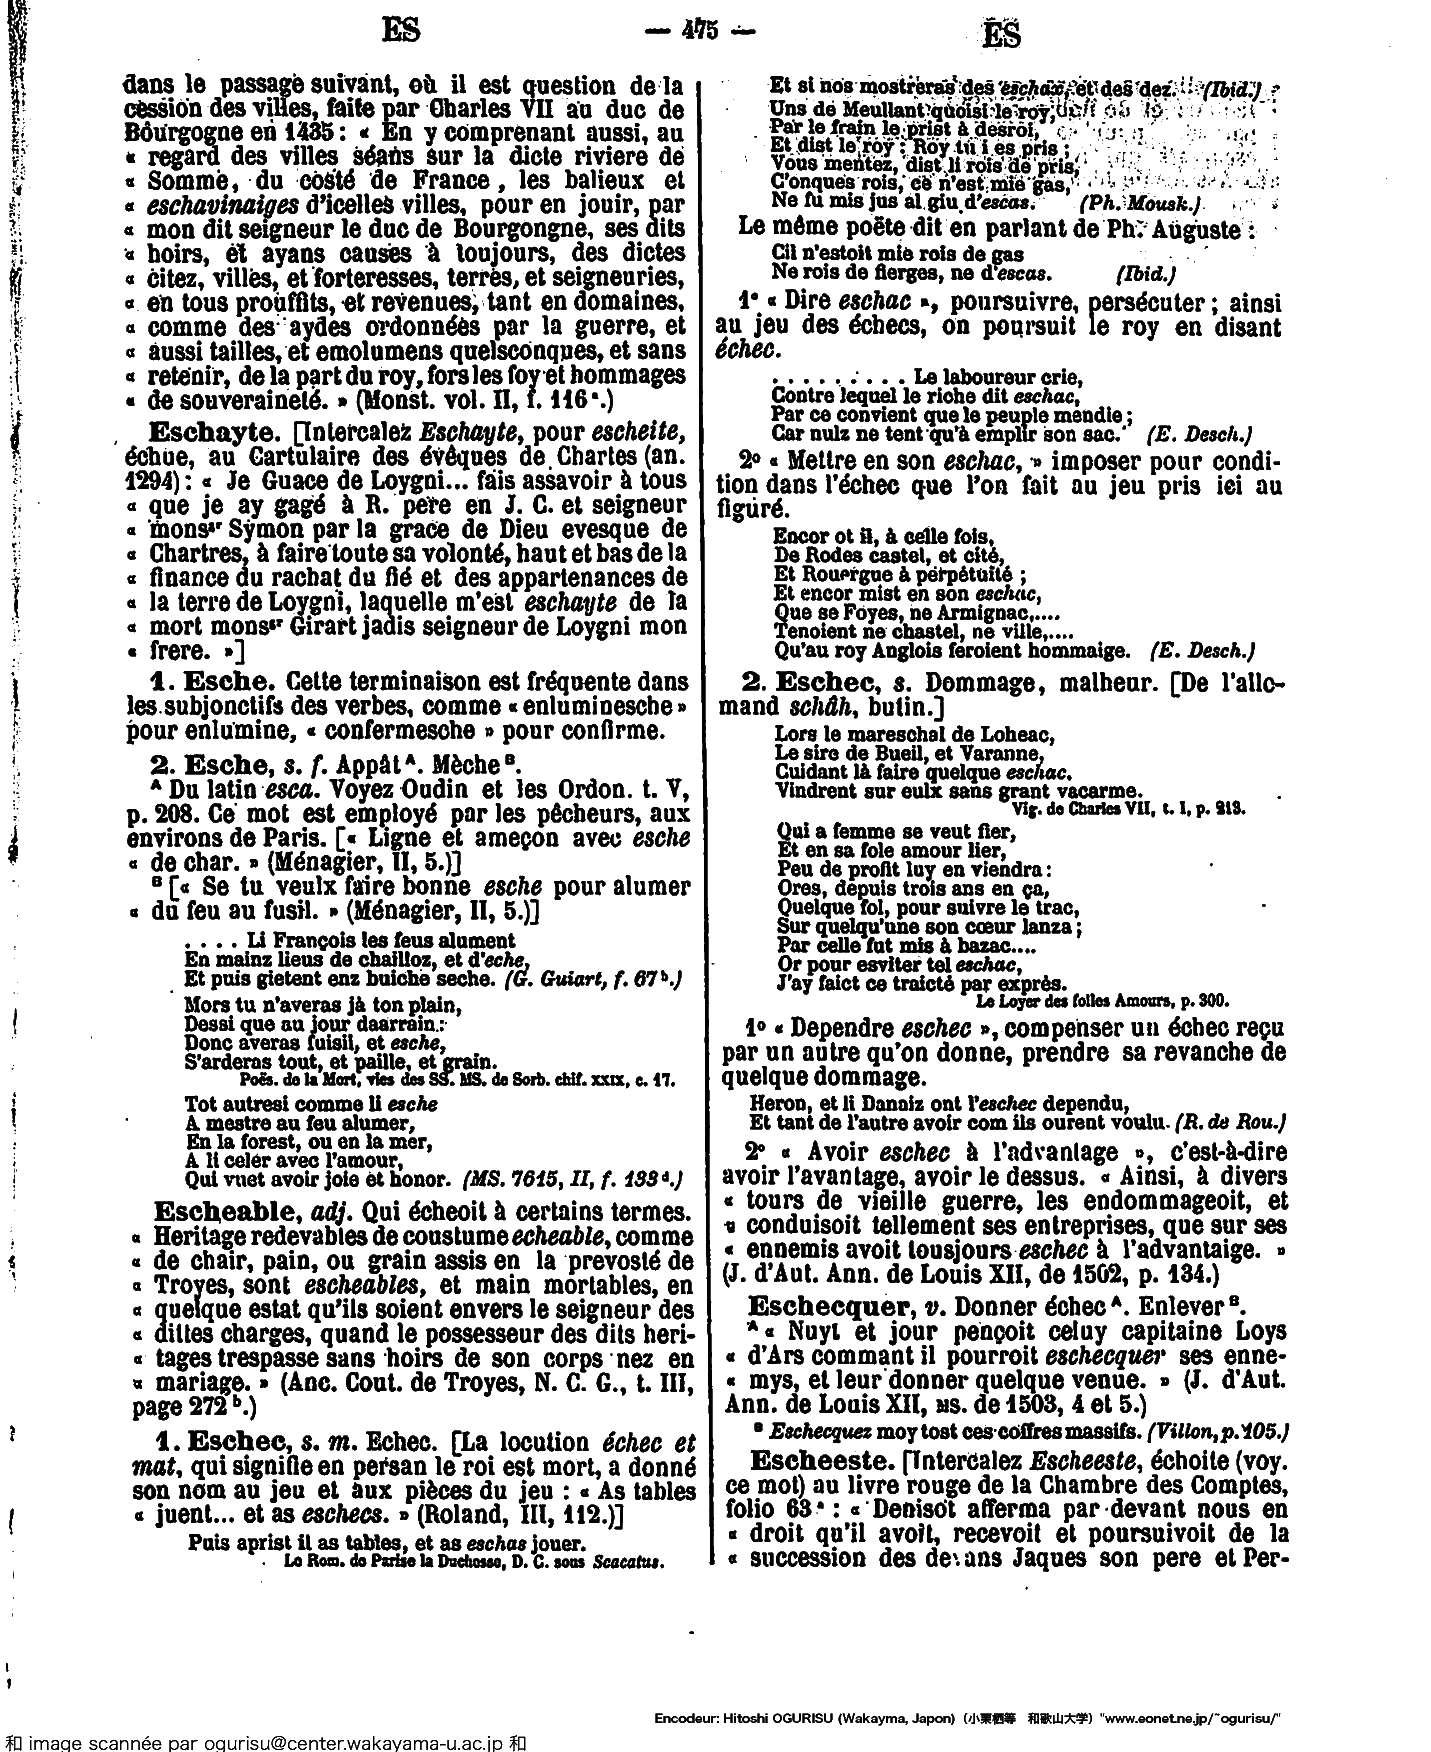 ES
— 475 —
ES
dans le passage suivant, où il est question de la
cession des villes, faite par Charles VII au duc de
Bourgogne en 1435 : « En y comprenant aussi, au
« regard des villes séans sur la dicte riviere de
« Somme, du costé de France, les balieux et
« eschavinaiges d'icelles villes, pour en jouir, par
« mon dit seigneur le duc de Bourgongne, ses dits
« hoirs, et ayans causes à toujours, des dictes
« citez, villes, et forteresses, terres, et seigneuries,
« en tous prouffits, et revenues, tant en domaines,
« comme des aydes ordonnéés par la guerre, et
« aussi tailles, et emolumens quelsconques, et sans
« retenir, de la part du roy, fors les foy et hommages
« de souveraineté. » (Monst. vol. II, f. 116ª.)
Eschayte. [Intercalez Eschayte, pour escheite,
échue, au Cartulaire des évêques de Chartes (an.
1294) : « Je Guace de Loygni... fais assavoir à tous
« que je ay gagé à R. pere en J. C. et seigneur
« monsʳ Symon par la grace de Dieu evesque de
« Chartres, à faire toute sa volonté, haut et bas de la
« finance du rachat du fié et des appartenances de
« la terre de Loygni, laquelle m'est eschayte de la
« mort monsʳ Girart jadis seigneur de Loygni mon
« frere. »]
1. Esche. Cette terminaison est fréquente dans
les subjonctifs des verbes, comme « enluminesche »
pour enlumine, « confermesche » pour confirme.
2. Esche, s. f. Appât ᴬ. Mèche ᴮ.
ᴬ Du latin esca. Voyez Oudin et les Ordon. t. V,
p. 208. Ce mot est employé par les pêcheurs, aux
environs de Paris. [« Ligne et ameçon avec esche
« de char. » (Ménagier, II, 5.)]
ᴮ [« Se tu veulx faire bonne esche pour alumer
« du feu au fusil. » (Ménagier, II, 5.)]
. . . . Li François les feus alument
En mainz lieus de chailloz, et d'eche,
Et puis gietent enz buiche seche. (G. Guiart, f. 67ᵇ.)
Mors tu n'averas jà ton plain,
Dessi que au jour daarrain :
Donc averas fuisil, et esche,
S'arderas tout, et paille, et grain.
Poës. de la Mort, vies des SS. MS. de Sorb. chif. XXIX, c. 17.
Tot autresi comme li esche
A mestre au feu alumer,
En la forest, ou en la mer,
A li celer avec l'amour,
Qui vuet avoir joie et honor. (MS. 7615, II, f. 133ᵈ.)
Escheable, adj. Qui écheoit à certains termes.
« Heritage redevables de coustume echeable, comme
« de chair, pain, ou grain assis en la prevosté de
« Troyes, sont escheables, et main mortables, en
« quelque estat qu'ils soient envers le seigneur des
« dittes charges, quand le possesseur des dits heri-
« tages trespasse sans hoirs de son corps nez en
« mariage. » (Anc. Cout. de Troyes, N. C. G., t. III,
page 272 ᵇ.)
1. Eschec, s. m. Echec. [La locution échec et
mat, qui signifie en persan le roi est mort, a donné
son nom au jeu et aux pièces du jeu : « As tables
« juent... et as eschecs. » (Roland, III, 112.)]
Puis aprist il as tables, et as eschas jouer.
Le Rom. de Parise la Duchesse, D. C. sous Scacatus.
Et si nos mostreras des eschax, et des dez. (Ibid.)
Uns de Meullant quoisi le roy,
Par le frain le prist à desroi,
Et dist le roy : Roy tu i es pris ;
Vous mentez, dist li rois de pris,
C'onques rois, ce n'est mie gas,
Ne fu mis jus al giu d'escas. (Ph. Mousk.)
Le même poëte dit en parlant de Ph. Auguste :
Cil n'estoit mie rois de gas
Ne rois de fierges, ne d'escas. (Ibid.)
1° « Dire eschac », poursuivre, persécuter ; ainsi
au jeu des échecs, on poursuit le roy en disant
échec.
. . . . . . . . . . Le laboureur crie,
Contre lequel le riche dit eschac,
Par ce convient que le peuple mendie ;
Car nulz ne tent qu'à emplir son sac. (E. Desch.)
2° « Mettre en son eschac, » imposer pour condi-
tion dans l'échec que l'on fait au jeu pris ici au
figuré.
Encor ot il, à celle fois,
De Rodes castel, et cité,
Et Rouergue à perpétuité ;
Et encor mist en son eschac,
Que se Foyes, ne Armignac,....
Tenoient ne chastel, ne ville,....
Qu'au roy Anglois feroient hommaige. (E. Desch.)
2. Eschec, s. Dommage, malheur. [De l'alle-
mand schâh, butin.]
Lors le mareschal de Loheac,
Le sire de Bueil, et Varanne,
Cuidant là faire quelque eschac.
Vindrent sur eulx sans grant vacarme.
Vig. de Charles VII, t. I, p. 213.
Qui a femme se veut fier,
Et en sa fole amour lier,
Peu de profit luy en viendra :
Ores, depuis trois ans en ça,
Quelque fol, pour suivre le trac,
Sur quelqu'une son cœur lanza ;
Par celle fut mis à bazac....
Or pour esviter tel eschac,
J'ay faict ce traicté par exprès.
Le Loyer des folles Amours, p. 300.
1° « Dependre eschec », compenser un échec reçu
par un autre qu'on donne, prendre sa revanche de
quelque dommage.
Heron, et li Danaiz ont l'eschec dependu,
Et tant de l'autre avoir com ils ourent voulu. (R. de Rou.)
2° « Avoir eschec à l'advantage », c'est-à-dire
avoir l'avantage, avoir le dessus. « Ainsi, à divers
« tours de vieille guerre, les endommageoit, et
« conduisoit tellement ses entreprises, que sur ses
« ennemis avoit tousjours eschec à l'advantaige. »
(J. d'Aut. Ann. de Louis XII, de 1502, p. 134.)
Eschecquer, v. Donner échec ᴬ. Enlever ᴮ.
ᴬ « Nuyt et jour pençoit celuy capitaine Loys
« d'Ars commant il pourroit eschecquer ses enne-
« mys, et leur donner quelque venue. » (J. d'Aut.
Ann. de Louis XII, MS. de 1503, 4 et 5.)
ᴮ Eschecquez moy tost ces coffres massifs. (Villon, p. 105.)
Escheeste. [Intercalez Escheeste, échoite (voy.
ce mot) au livre rouge de la Chambre des Comptes,
folio 63ª : « Denisot afferma par devant nous en
« droit qu'il avoit, recevoit et poursuivoit de la
« succession des devans Jaques son pere et Per-
Encodeur: Hitoshi OGURISU (Wakayma, Japon) (小栗栖等 和歌山大学) "www.eonet.ne.jp/~ogurisu/"
和 image scannée par ogurisu@center.wakayama-u.ac.jp 和